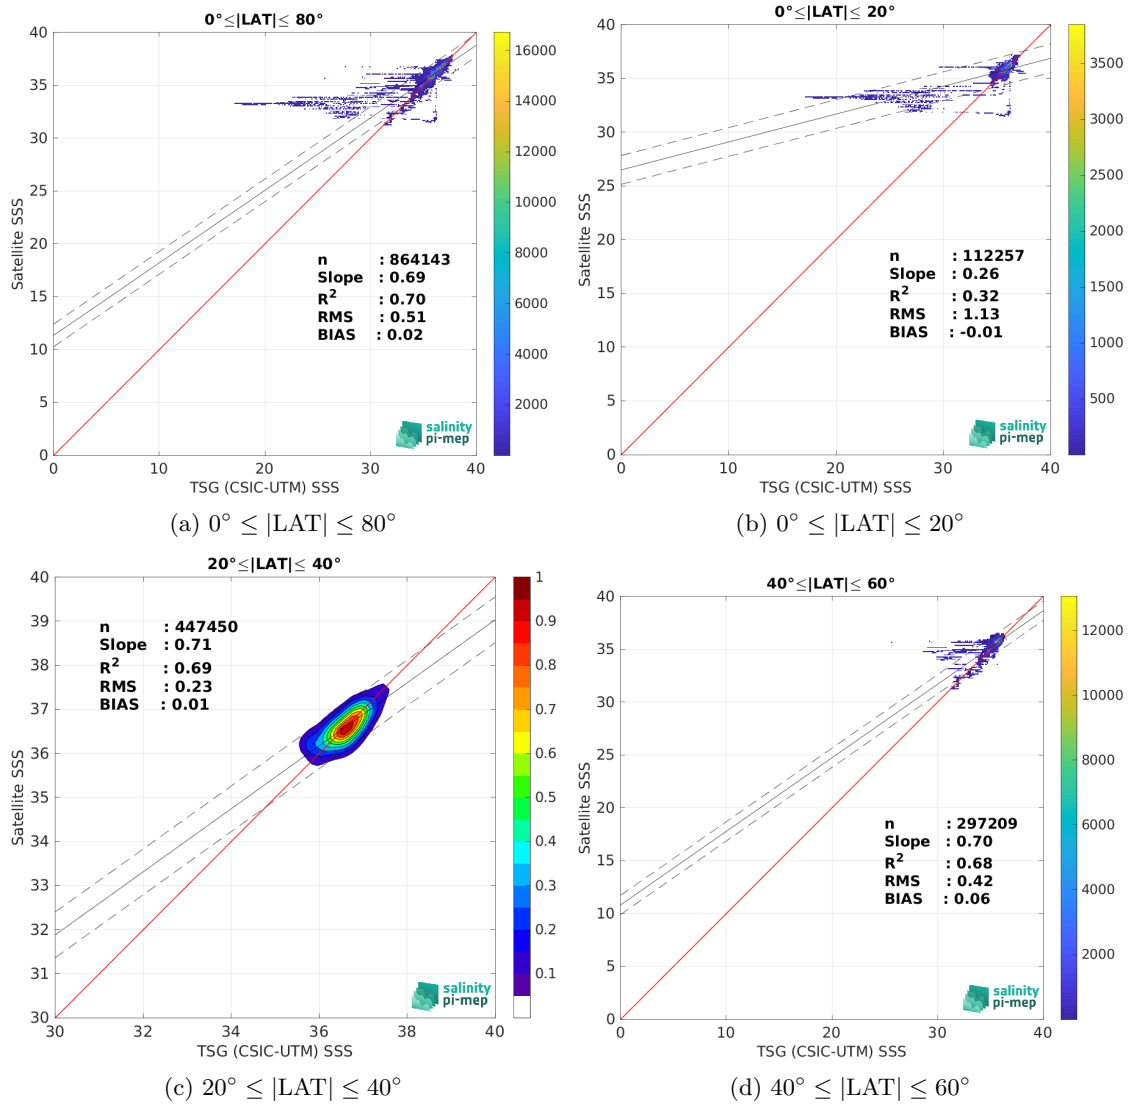 0°≤|LAT|≤ 80°
40
35
30
25
20
15
10
5
0
Satellite SSS
0
10
20
30
40
TSG (CSIC-UTM) SSS
n : 864143
Slope : 0.69
R² : 0.70
RMS : 0.51
BIAS : 0.02
salinity
pi-mep
16000
14000
12000
10000
8000
6000
4000
2000
(a) 0° ≤ |LAT| ≤ 80°
0°≤|LAT|≤ 20°
40
35
30
25
20
15
10
5
0
Satellite SSS
0
10
20
30
40
TSG (CSIC-UTM) SSS
n : 112257
Slope : 0.26
R² : 0.32
RMS : 1.13
BIAS : -0.01
salinity
pi-mep
3500
3000
2500
2000
1500
1000
500
(b) 0° ≤ |LAT| ≤ 20°
20°≤|LAT|≤ 40°
40
39
38
37
36
35
34
33
32
31
30
Satellite SSS
30
32
34
36
38
40
TSG (CSIC-UTM) SSS
n : 447450
Slope : 0.71
R² : 0.69
RMS : 0.23
BIAS : 0.01
salinity
pi-mep
1
0.9
0.8
0.7
0.6
0.5
0.4
0.3
0.2
0.1
(c) 20° ≤ |LAT| ≤ 40°
40°≤|LAT|≤ 60°
40
35
30
25
20
15
10
5
0
Satellite SSS
0
10
20
30
40
TSG (CSIC-UTM) SSS
n : 297209
Slope : 0.70
R² : 0.68
RMS : 0.42
BIAS : 0.06
salinity
pi-mep
12000
10000
8000
6000
4000
2000
(d) 40° ≤ |LAT| ≤ 60°